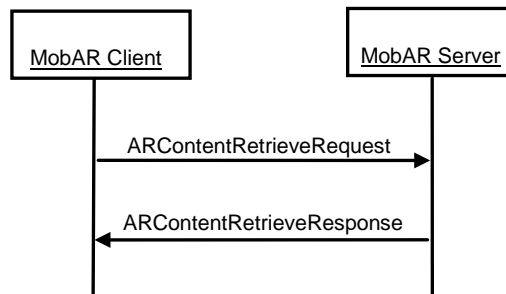 MobAR Client
MobAR Server
ARContentRetrieveRequest
ARContentRetrieveResponse